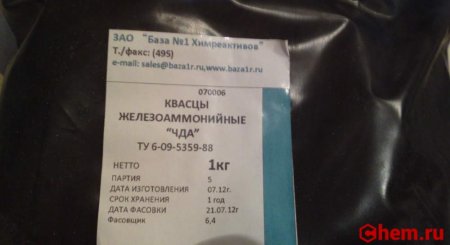 ЗАО "База №1 Химреактивов"
Т./факс: (495)
e-mail: sales@baza1r.ru,www.baza1r.ru
070006
КВАСЦЫ
ЖЕЛЕЗОАММОНИЙНЫЕ
"ЧДА"
ТУ 6-09-5359-88
НЕТТО 1кг
ПАРТИЯ 5
ДАТА ИЗГОТОВЛЕНИЯ 07.12г.
СРОК ХРАНЕНИЯ 1 год
ДАТА ФАСОВКИ 21.07.12г
Фасовщик 6,4
Chem.ru